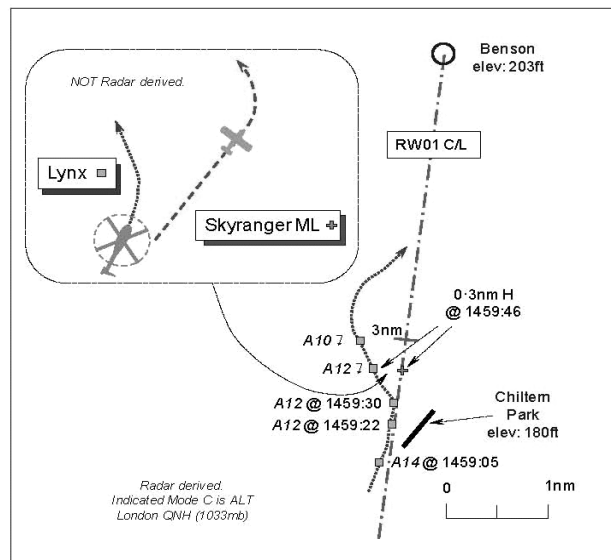 NOT Radar derived.
Lynx
Skyranger ML
Benson
elev: 203ft
RW01 C/L
0·3nm H
@ 1459:46
3nm
A10
A12
A12 @ 1459:30
A12 @ 1459:22
Chiltern
Park
elev: 180ft
A14 @ 1459:05
Radar derived.
Indicated Mode C is ALT
London QNH (1033mb)
0
1nm